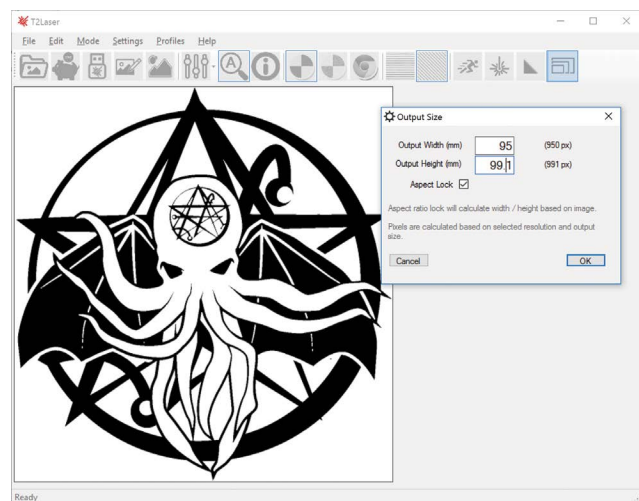 T2Laser
File Edit Mode Settings Profiles Help
Output Size
Output Width (mm) 95 (950 px)
Output Height (mm) 99.1 (991 px)
Aspect Lock
Aspect ratio lock will calculate width / height based on image.
Pixels are calculated based on selected resolution and output
size.
Cancel OK
Ready